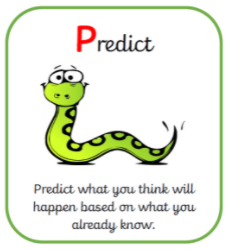 Predict
Predict what you think will
happen based on what you
already know.